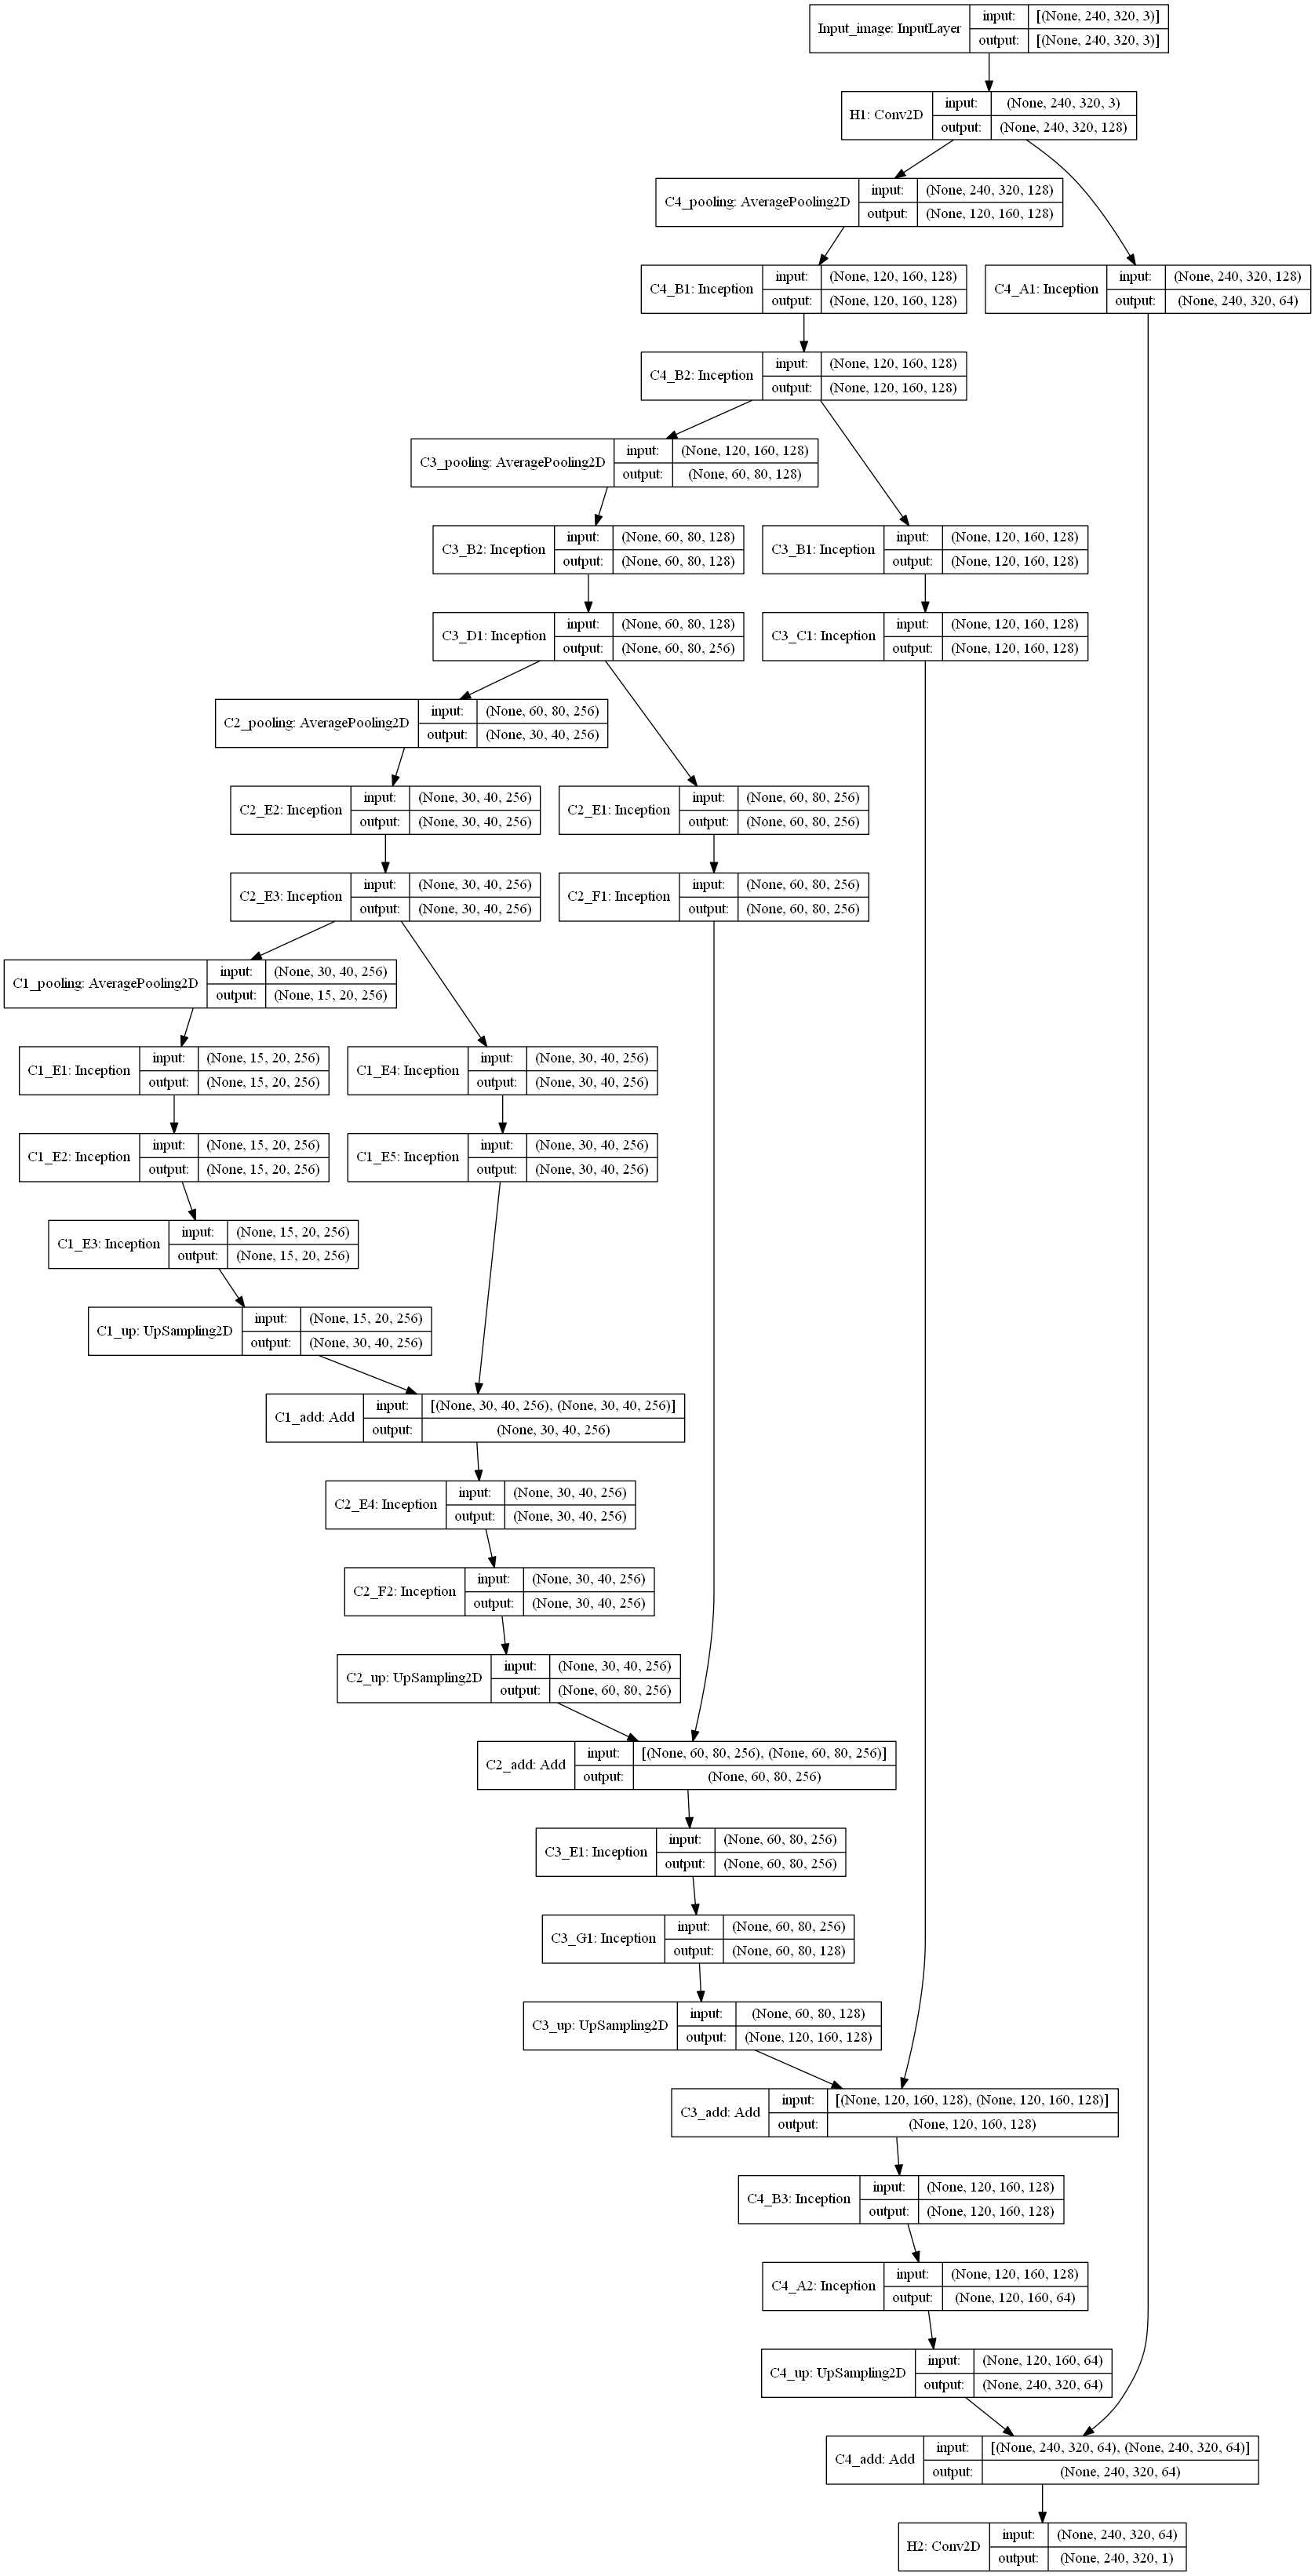 Input_image: InputLayer
input: [(None, 240, 320, 3)]
output: [(None, 240, 320, 3)]
H1: Conv2D
input: (None, 240, 320, 3)
output: (None, 240, 320, 128)
C4_pooling: AveragePooling2D
input: (None, 240, 320, 128)
output: (None, 120, 160, 128)
C4_B1: Inception
input: (None, 120, 160, 128)
output: (None, 120, 160, 128)
C4_A1: Inception
input: (None, 240, 320, 128)
output: (None, 240, 320, 64)
C4_B2: Inception
input: (None, 120, 160, 128)
output: (None, 120, 160, 128)
C3_pooling: AveragePooling2D
input: (None, 120, 160, 128)
output: (None, 60, 80, 128)
C3_B2: Inception
input: (None, 60, 80, 128)
output: (None, 60, 80, 128)
C3_B1: Inception
input: (None, 120, 160, 128)
output: (None, 120, 160, 128)
C3_D1: Inception
input: (None, 60, 80, 128)
output: (None, 60, 80, 256)
C3_C1: Inception
input: (None, 120, 160, 128)
output: (None, 120, 160, 128)
C2_pooling: AveragePooling2D
input: (None, 60, 80, 256)
output: (None, 30, 40, 256)
C2_E2: Inception
input: (None, 30, 40, 256)
output: (None, 30, 40, 256)
C2_E1: Inception
input: (None, 60, 80, 256)
output: (None, 60, 80, 256)
C2_E3: Inception
input: (None, 30, 40, 256)
output: (None, 30, 40, 256)
C2_F1: Inception
input: (None, 60, 80, 256)
output: (None, 60, 80, 256)
C1_pooling: AveragePooling2D
input: (None, 30, 40, 256)
output: (None, 15, 20, 256)
C1_E1: Inception
input: (None, 15, 20, 256)
output: (None, 15, 20, 256)
C1_E4: Inception
input: (None, 30, 40, 256)
output: (None, 30, 40, 256)
C1_E2: Inception
input: (None, 15, 20, 256)
output: (None, 15, 20, 256)
C1_E5: Inception
input: (None, 30, 40, 256)
output: (None, 30, 40, 256)
C1_E3: Inception
input: (None, 15, 20, 256)
output: (None, 15, 20, 256)
C1_up: UpSampling2D
input: (None, 15, 20, 256)
output: (None, 30, 40, 256)
C1_add: Add
input: [(None, 30, 40, 256), (None, 30, 40, 256)]
output: (None, 30, 40, 256)
C2_E4: Inception
input: (None, 30, 40, 256)
output: (None, 30, 40, 256)
C2_F2: Inception
input: (None, 30, 40, 256)
output: (None, 30, 40, 256)
C2_up: UpSampling2D
input: (None, 30, 40, 256)
output: (None, 60, 80, 256)
C2_add: Add
input: [(None, 60, 80, 256), (None, 60, 80, 256)]
output: (None, 60, 80, 256)
C3_E1: Inception
input: (None, 60, 80, 256)
output: (None, 60, 80, 256)
C3_G1: Inception
input: (None, 60, 80, 256)
output: (None, 60, 80, 128)
C3_up: UpSampling2D
input: (None, 60, 80, 128)
output: (None, 120, 160, 128)
C3_add: Add
input: [(None, 120, 160, 128), (None, 120, 160, 128)]
output: (None, 120, 160, 128)
C4_B3: Inception
input: (None, 120, 160, 128)
output: (None, 120, 160, 128)
C4_A2: Inception
input: (None, 120, 160, 128)
output: (None, 120, 160, 64)
C4_up: UpSampling2D
input: (None, 120, 160, 64)
output: (None, 240, 320, 64)
C4_add: Add
input: [(None, 240, 320, 64), (None, 240, 320, 64)]
output: (None, 240, 320, 64)
H2: Conv2D
input: (None, 240, 320, 64)
output: (None, 240, 320, 1)